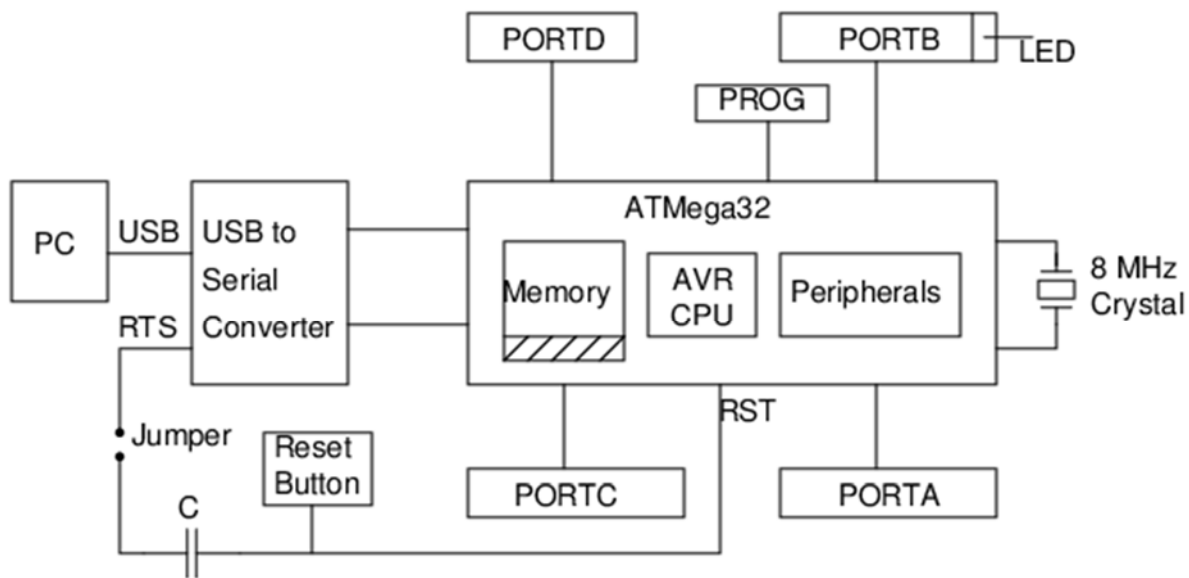 PORTD
PORTB
LED
PROG
ATMega32
PC
USB
USB to
Serial
Converter
Memory
AVR
CPU
Peripherals
8 MHz
Crystal
RTS
RST
Jumper
Reset
Button
PORTC
PORTA
C